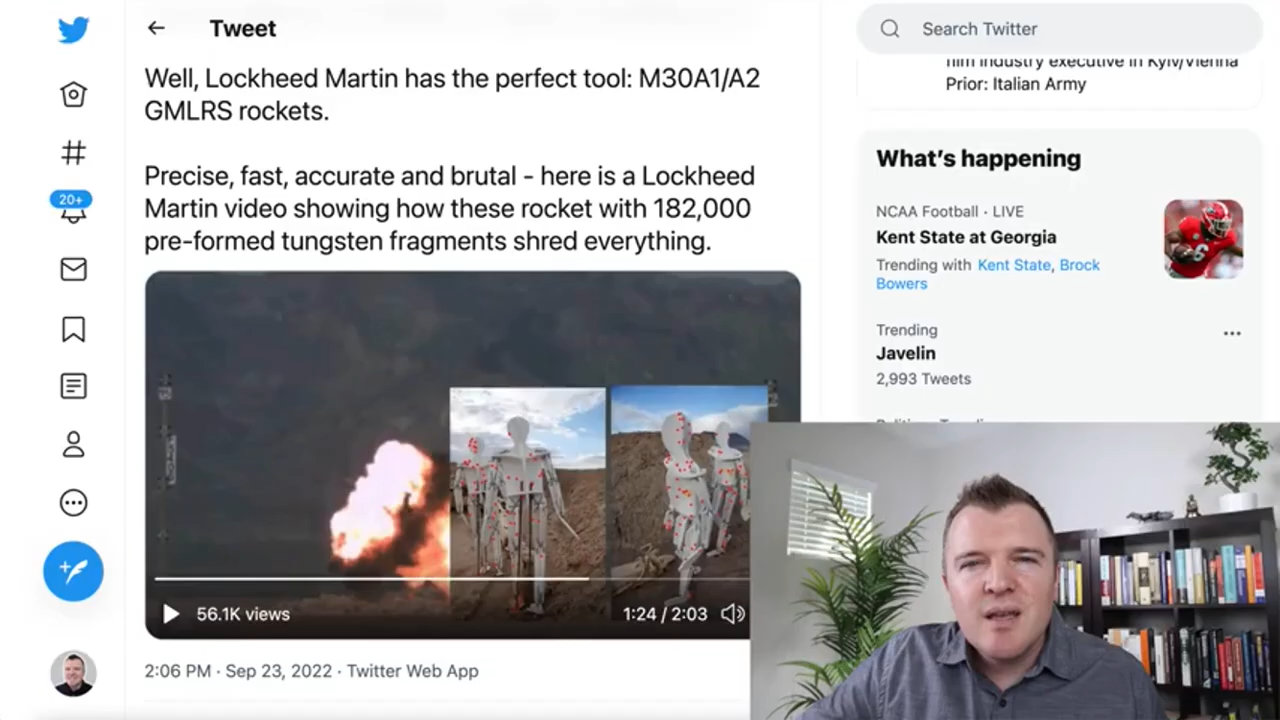 Tweet
Well, Lockheed Martin has the perfect tool: M30A1/A2
GMLRS rockets.
Precise, fast, accurate and brutal - here is a Lockheed
Martin video showing how these rocket with 182,000
pre-formed tungsten fragments shred everything.
56.1K views
1:24 / 2:03
2:06 PM · Sep 23, 2022 · Twitter Web App
20+
Search Twitter
film industry executive in Kyiv/Vienna
Prior: Italian Army
What's happening
NCAA Football · LIVE
Kent State at Georgia
Trending with Kent State, Brock
Bowers
Trending
Javelin
2,993 Tweets